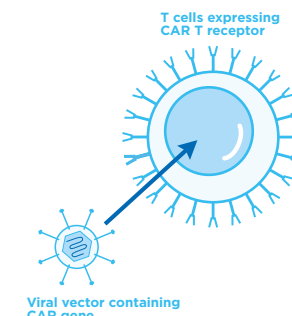 T cells expressing
CAR T receptor
Viral vector containing
CAR gene